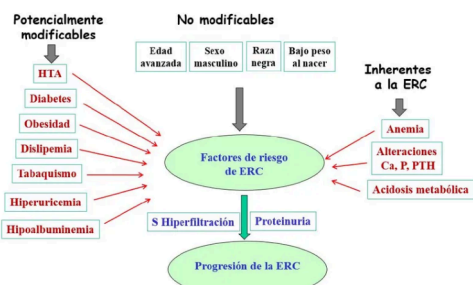 Potencialmente
modificables
No modificables
Edad
avanzada
Sexo
masculino
Raza
negra
Bajo peso
al nacer
Inherentes
a la ERC
HTA
Diabetes
Obesidad
Dislipemia
Tabaquismo
Hiperuricemia
Hipoalbuminemia
Factores de riesgo
de ERC
Anemia
Alteraciones
Ca, P, PTH
Acidosis metabólica
S Hiperfiltración
Proteinuria
Progresión de la ERC